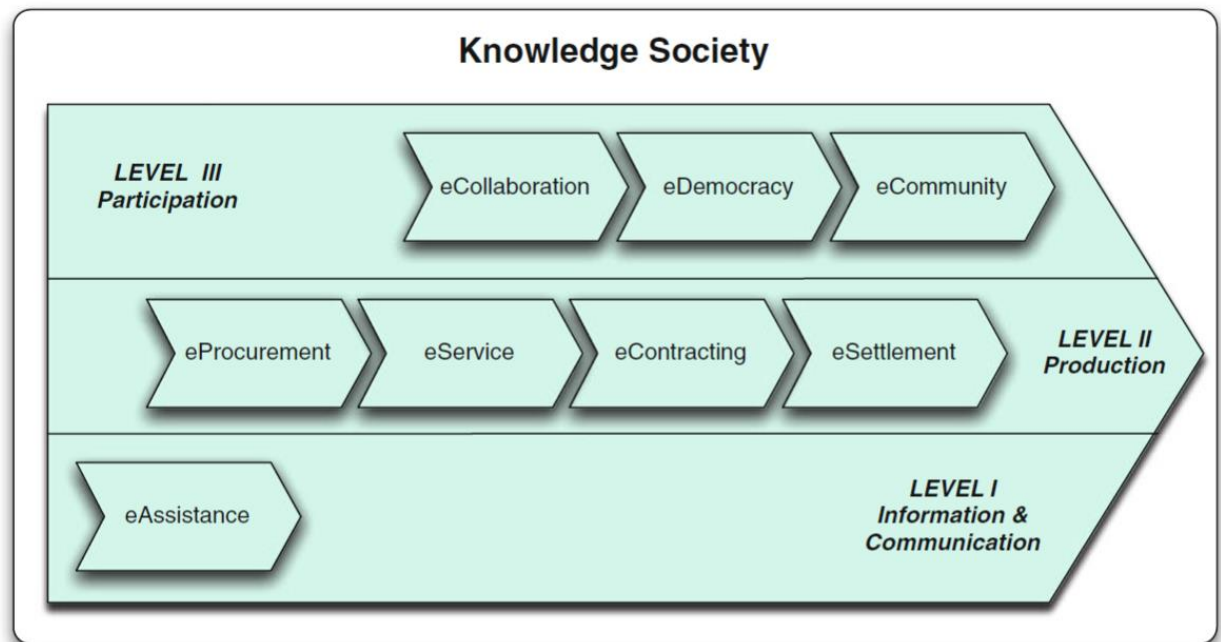 Knowledge Society
LEVEL III
Participation
eCollaboration
eDemocracy
eCommunity
eProcurement
eService
eContracting
eSettlement
LEVEL II
Production
eAssistance
LEVEL I
Information &
Communication